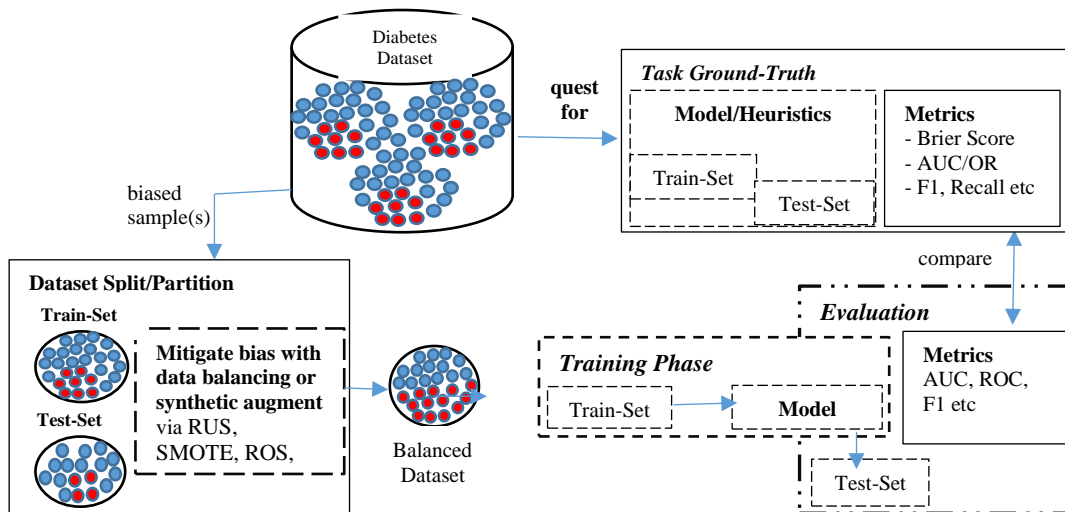 Diabetes
Dataset
quest
for
Task Ground-Truth
Model/Heuristics
Train-Set
Test-Set
Metrics
- Brier Score
- AUC/OR
- F1, Recall etc
biased
sample(s)
compare
Dataset Split/Partition
Train-Set
Test-Set
Mitigate bias with
data balancing or
synthetic augment
via RUS,
SMOTE, ROS,
Balanced
Dataset
Evaluation
Training Phase
Train-Set
Model
Test-Set
Metrics
AUC, ROC,
F1 etc